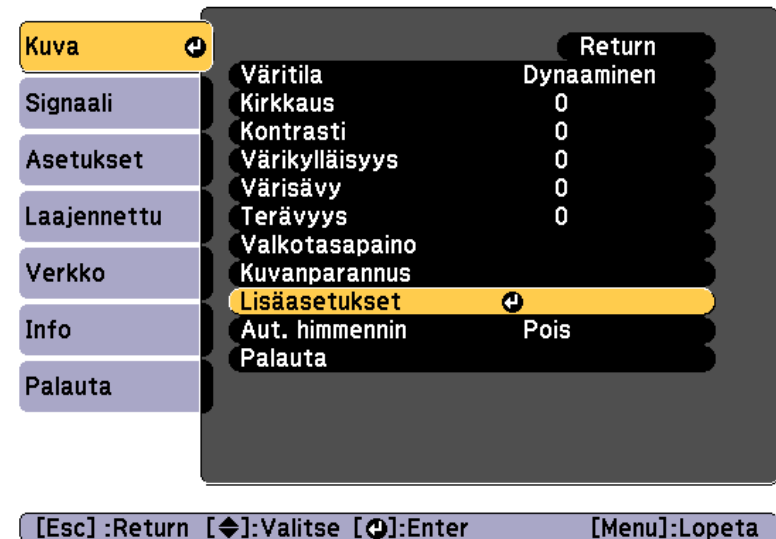 Kuva
Signaali
Asetukset
Laajennettu
Verkko
Info
Palauta
Return
Väritila Dynaaminen
Kirkkaus 0
Kontrasti 0
Värikylläisyys 0
Värisävy 0
Terävyys 0
Valkotasapaino
Kuvanparannus
Lisäasetukset
Aut. himmennin Pois
Palauta
[Esc] :Return [◆]:Valitse [↵]:Enter [Menu]:Lopeta